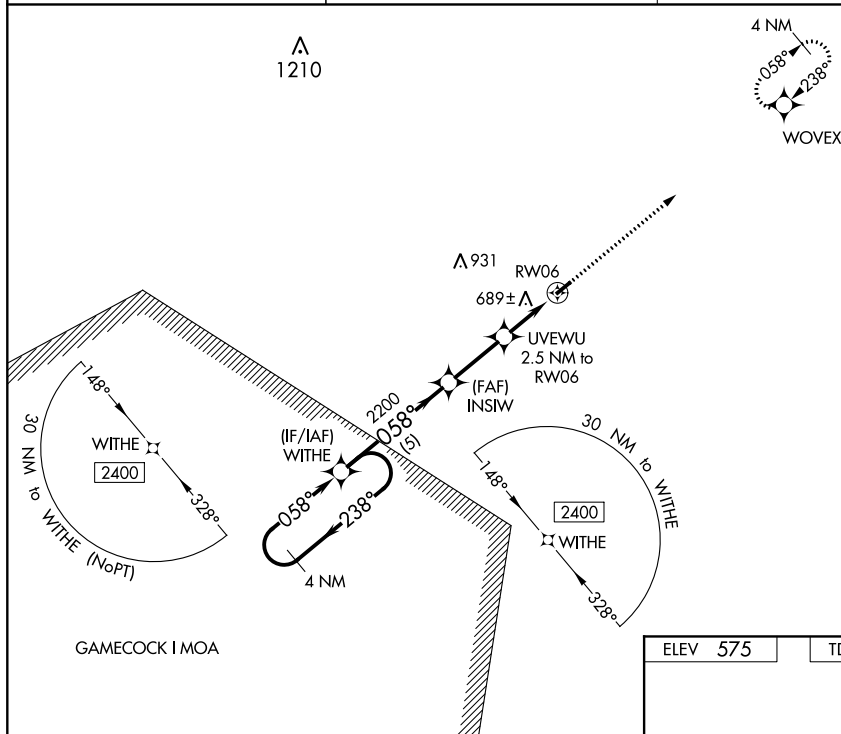 4 NM
058°
238°
WOVEX
1210
931
RW06
689±
UVEWU
2.5 NM to
RW06
(FAF)
INSIW
2200
058°
(5)
(IF/IAF)
WITHE
058°
238°
4 NM
148°
WITHE
2400
328°
30 NM to WITHE (NoPT)
30 NM to WITHE
148°
2400
WITHE
328°
GAMECOCK I MOA
ELEV 575